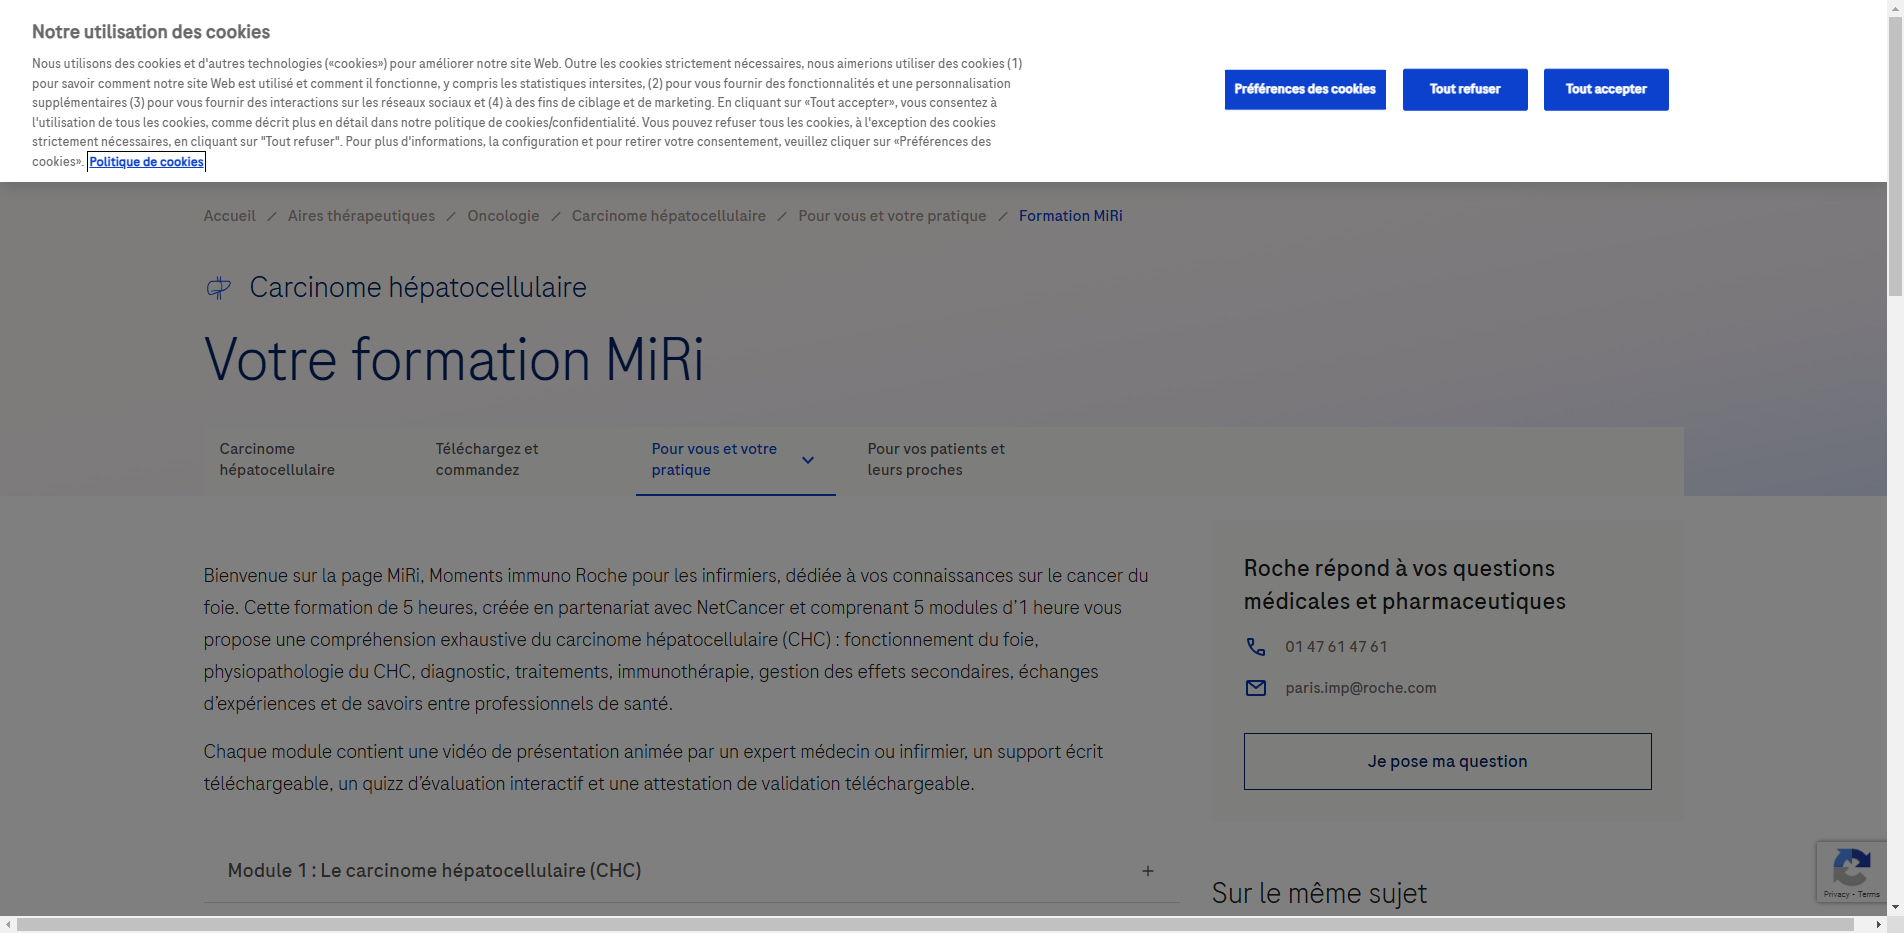 Notre utilisation des cookies
Nous utilisons des cookies et d'autres technologies («cookies») pour améliorer notre site Web. Outre les cookies strictement nécessaires, nous aimerions utiliser des cookies (1)
pour savoir comment notre site Web est utilisé et comment il fonctionne, y compris les statistiques intersites, (2) pour vous fournir des fonctionnalités et une personnalisation
supplémentaires (3) pour vous fournir des interactions sur les réseaux sociaux et (4) à des fins de ciblage et de marketing. En cliquant sur «Tout accepter», vous consentez à
l'utilisation de tous les cookies, comme décrit plus en détail dans notre politique de cookies/confidentialité. Vous pouvez refuser tous les cookies, à l'exception des cookies
strictement nécessaires, en cliquant sur "Tout refuser". Pour plus d'informations, la configuration et pour retirer votre consentement, veuillez cliquer sur «Préférences des
cookies». Politique de cookies
Préférences des cookies
Tout refuser
Tout accepter
Accueil / Aires thérapeutiques / Oncologie / Carcinome hépatocellulaire / Pour vous et votre pratique / Formation MiRi
Carcinome hépatocellulaire
Votre formation MiRi
Carcinome
hépatocellulaire
Téléchargez et
commandez
Pour vous et votre
pratique
Pour vos patients et
leurs proches
Bienvenue sur la page MiRi, Moments immuno Roche pour les infirmiers, dédiée à vos connaissances sur le cancer du
foie. Cette formation de 5 heures, créée en partenariat avec NetCancer et comprenant 5 modules d’1 heure vous
propose une compréhension exhaustive du carcinome hépatocellulaire (CHC) : fonctionnement du foie,
physiopathologie du CHC, diagnostic, traitements, immunothérapie, gestion des effets secondaires, échanges
d’expériences et de savoirs entre professionnels de santé.
Chaque module contient une vidéo de présentation animée par un expert médecin ou infirmier, un support écrit
téléchargeable, un quizz d’évaluation interactif et une attestation de validation téléchargeable.
Module 1 : Le carcinome hépatocellulaire (CHC)
+
Roche répond à vos questions
médicales et pharmaceutiques
01 47 61 47 61
paris.imp@roche.com
Je pose ma question
Sur le même sujet
Privacy - Terms